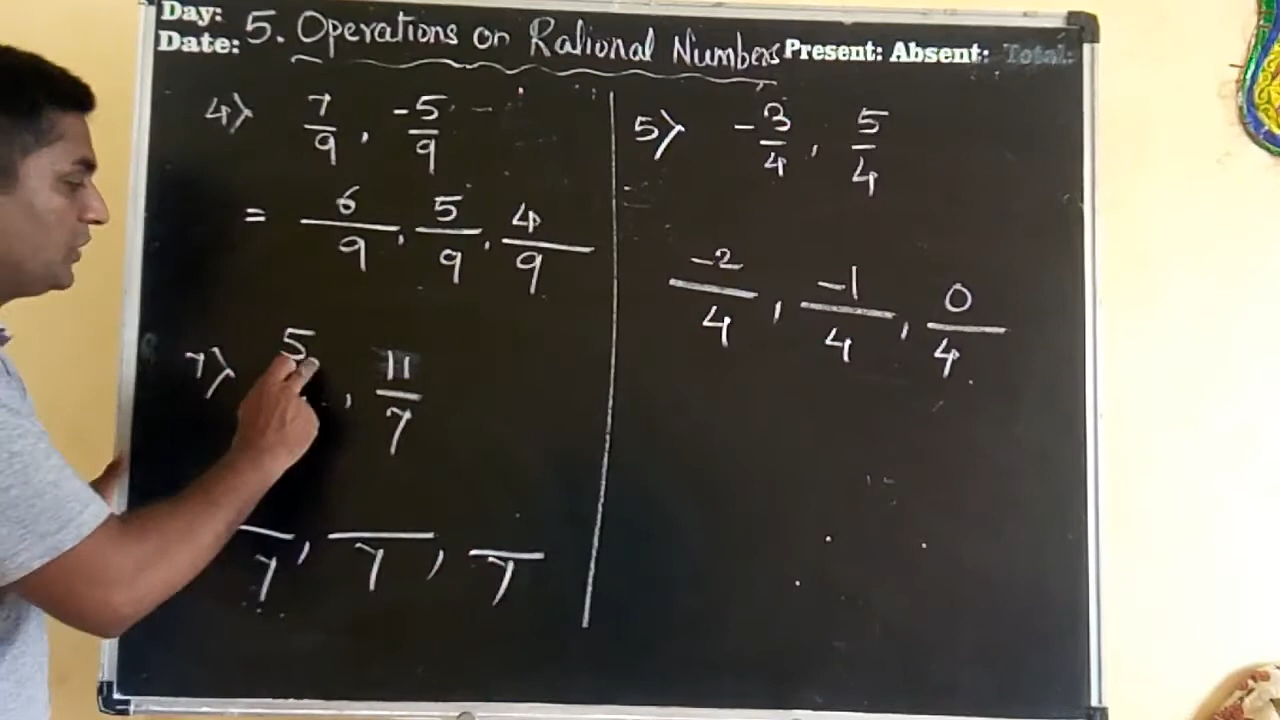 Day:
Date: 5. Operations on Rational Numbers Present: Absent: Total:
4) 7/9, -5/9
= 6/9, 5/9, 4/9
7) 5 , 11/7
/7, /7, /7
5) -3/4, 5/4
-2/4, -1/4, 0/4